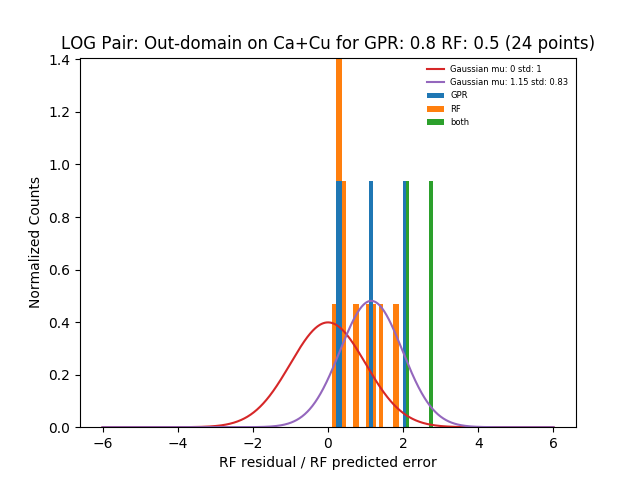 LOG Pair: Out-domain on Ca+Cu for GPR: 0.8 RF: 0.5 (24 points)
Gaussian mu: 0 std: 1
Gaussian mu: 1.15 std: 0.83
GPR
RF
both
Normalized Counts
1.4
1.2
1.0
0.8
0.6
0.4
0.2
0.0
−6 −4 −2 0 2 4 6
RF residual / RF predicted error